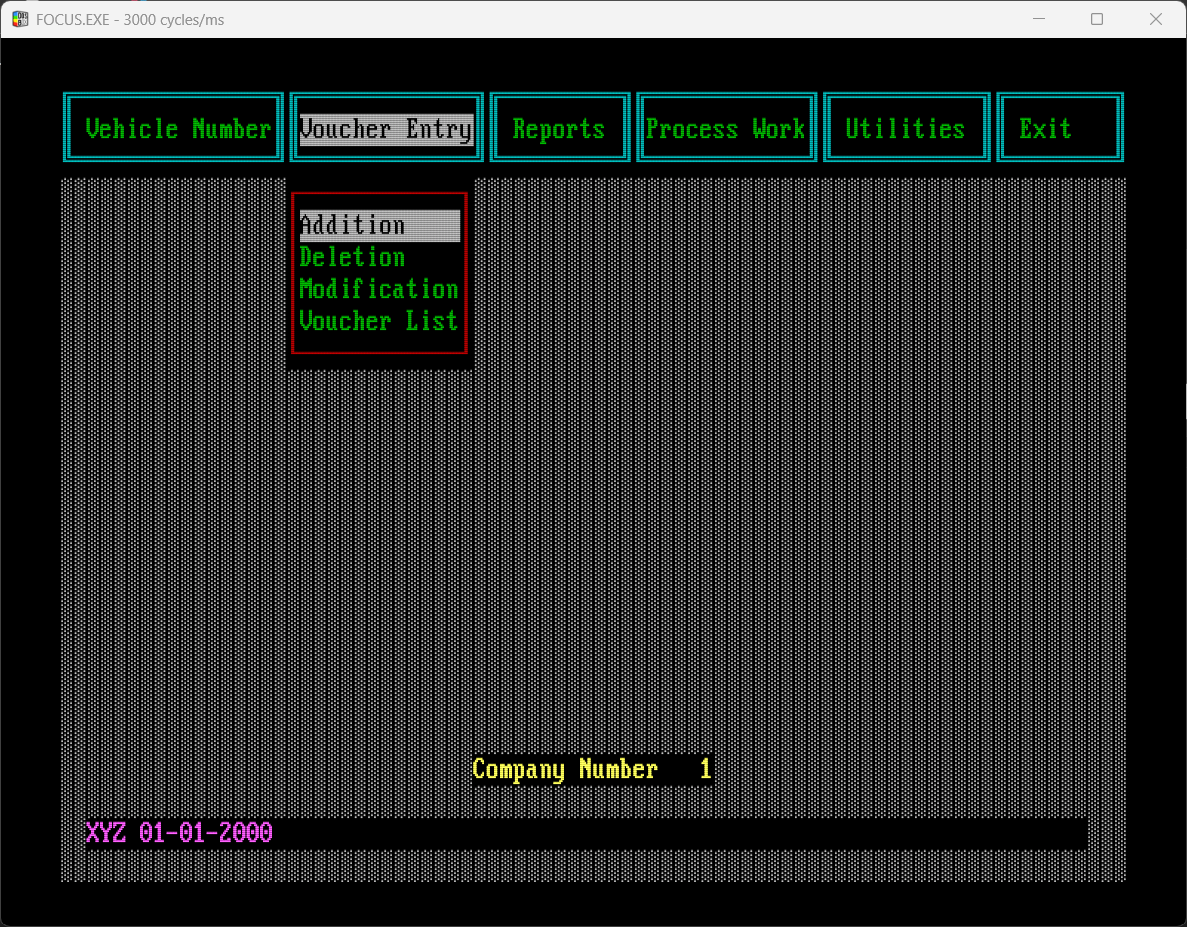 FOCUS.EXE - 3000 cycles/ms
Vehicle Number Voucher Entry Reports Process Work Utilities Exit
Addition
Deletion
Modification
Voucher List
Company Number 1
XYZ 01-01-2000